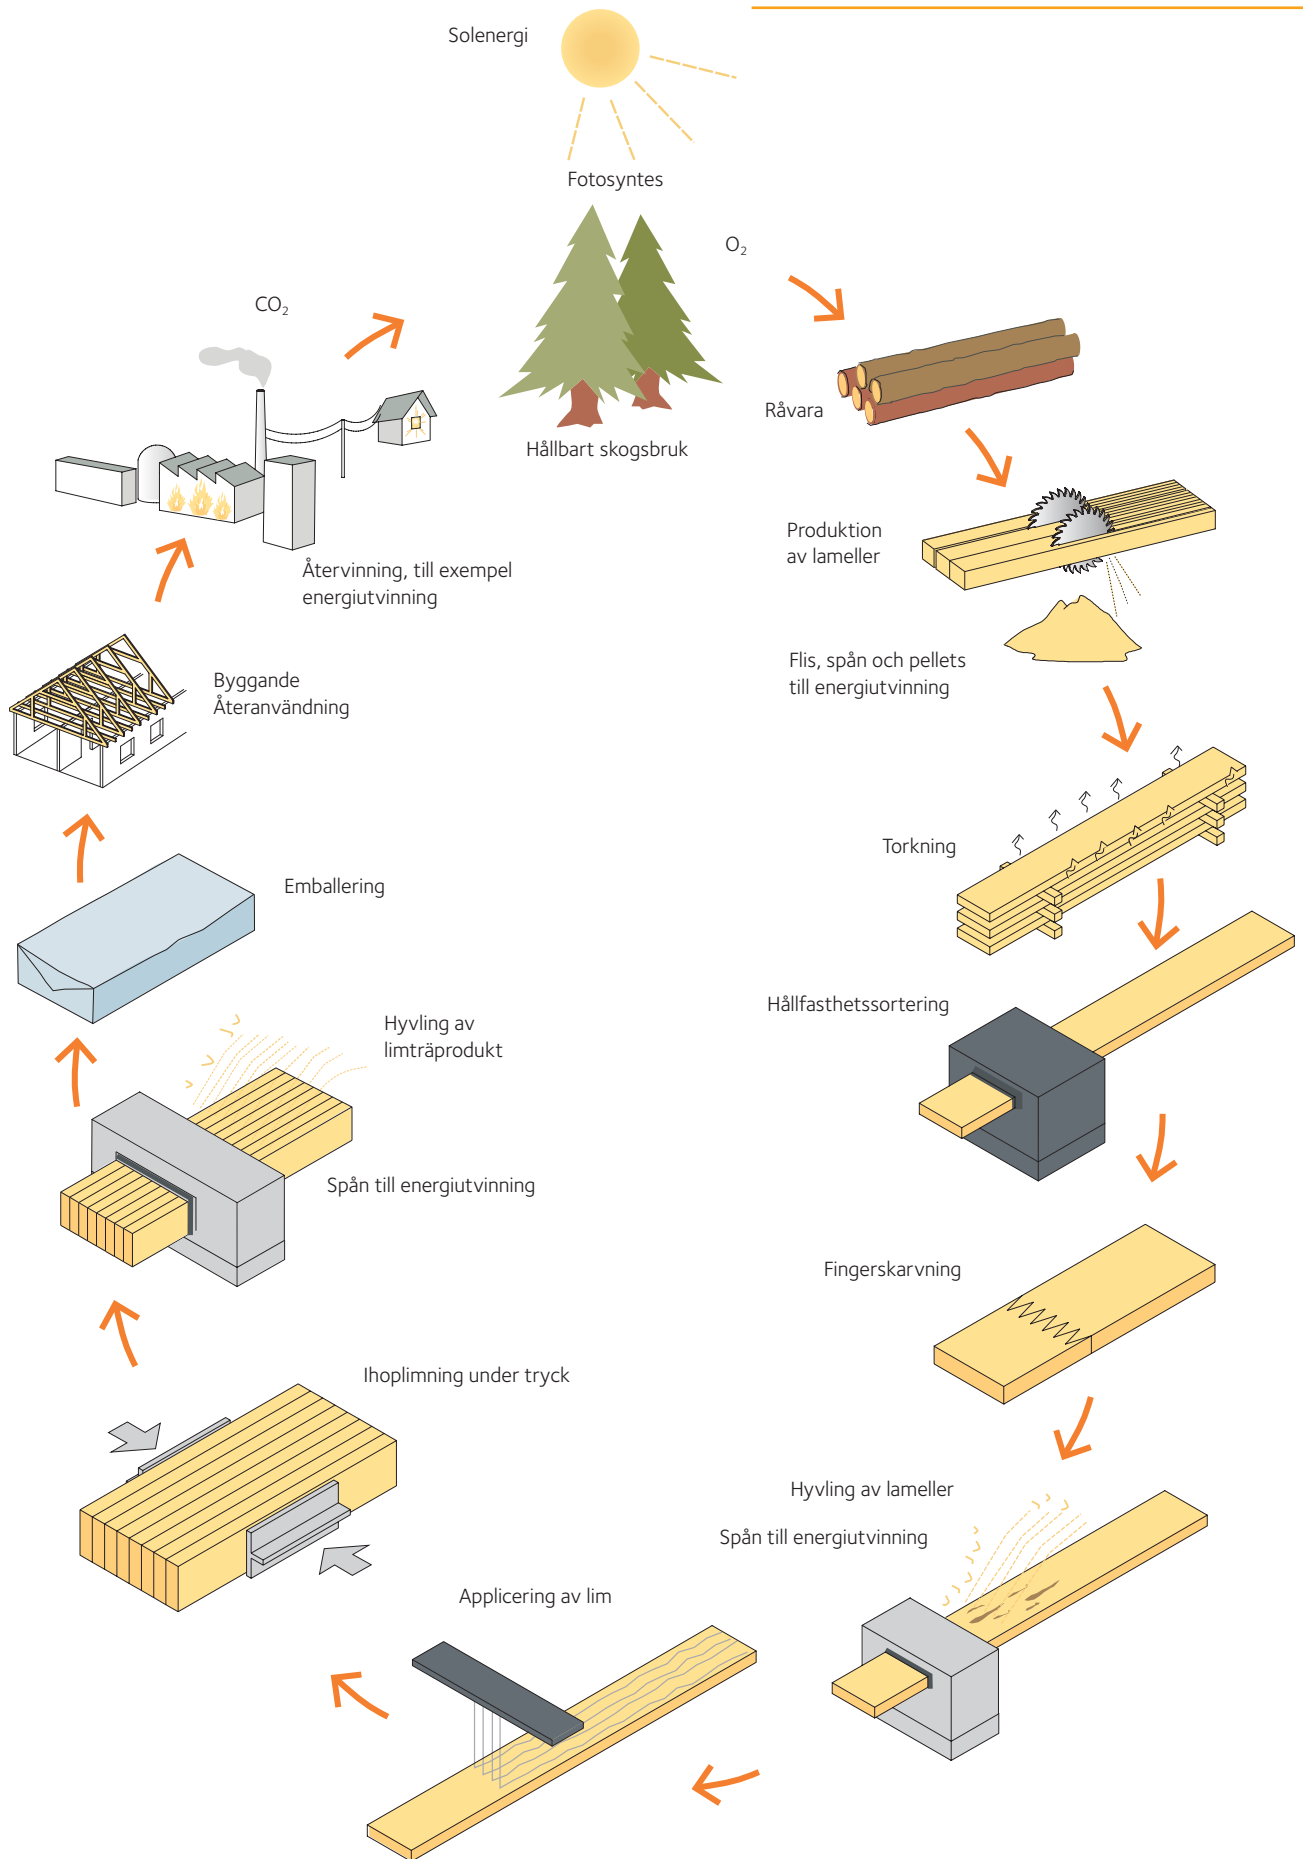 Solenergi
Fotosyntes
O₂
CO₂
Råvara
Hållbart skogsbruk
Produktion
av lameller
Återvinning, till exempel
energiutvinning
Flis, spån och pellets
till energiutvinning
Byggande
Återanvändning
Torkning
Emballering
Hållfasthetssortering
Hyvling av
limträprodukt
Spån till energiutvinning
Fingerskarvning
Ihoplimning under tryck
Hyvling av lameller
Spån till energiutvinning
Applicering av lim